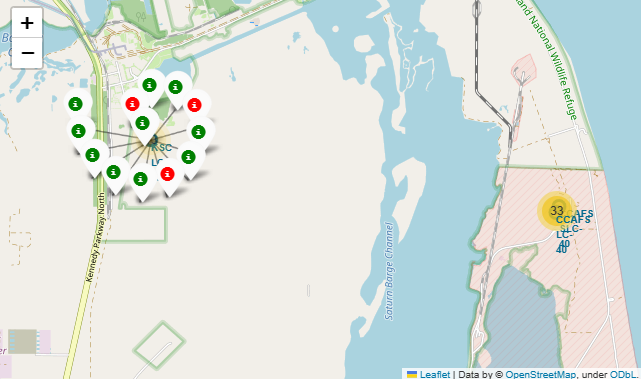 +
−
and National Wildlife Refuge
KSC
LC-
Kennedy Parkway North
Saturn Barge Channel
33
CCAFS
SLC-
LC-
40
40
Leaflet | Data by © OpenStreetMap, under ODbL.